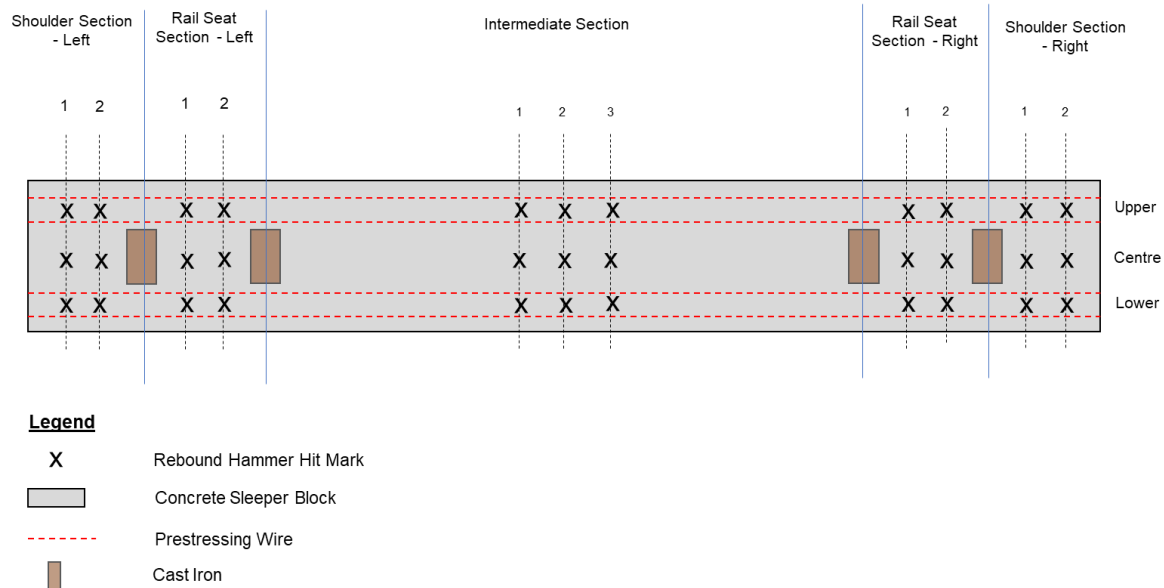 Shoulder Section
- Left
Rail Seat
Section - Left
Intermediate Section
Rail Seat
Section - Right
Shoulder Section
- Right
1 2 1 2 1 2 3 1 2 1 2
X X X X X X X X X X X
Upper
X X X X X X X X X X X
Centre
X X X X X X X X X X X
Lower
Legend
X Rebound Hammer Hit Mark
Concrete Sleeper Block
Prestressing Wire
Cast Iron